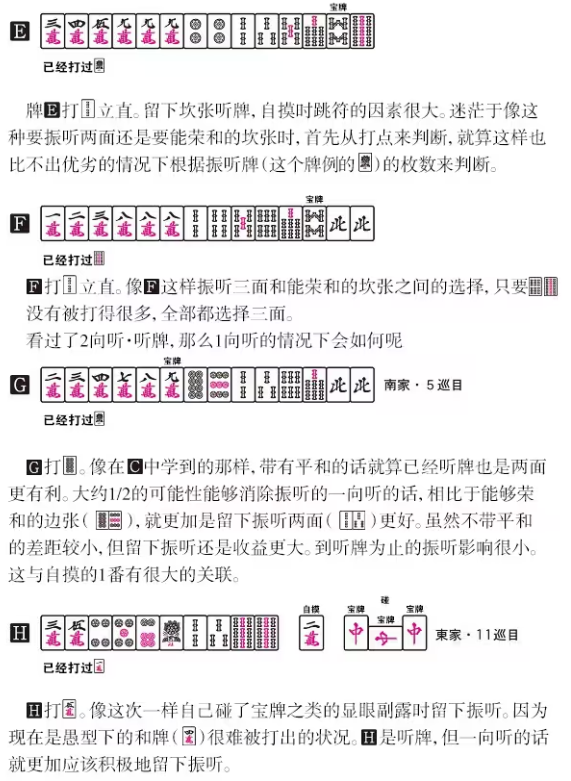 宝牌
E 三萬 四萬 伍萬 九萬 九萬 九萬
已经打过
牌E打 立直。留下坎张听牌,自摸时跳符的因素很大。迷茫于像这
种要振听两面还是要能荣和的坎张时,首先从打点来判断,就算这样也
比不出优劣的情况下根据振听牌(这个牌例的 )的枚数来判断。
宝牌
F 一萬 二萬 三萬 八萬 八萬 八萬 北 北
已经打过
F打 立直。像F这样振听三面和能荣和的坎张之间的选择,只要
没有被打得很多,全部都选择三面。
看过了2向听·听牌,那么1向听的情况下会如何呢
宝牌
G 二萬 三萬 四萬 七萬 八萬 九萬 北 北 南家·5巡目
已经打过
G打 。像在C中学到的那样,带有平和的话就算已经听牌也是两面
更有利。大约1/2的可能性能够消除振听的一向听的话,相比于能够荣
和的边张( ),就更加是留下振听两面( )更好。虽然不带平和
的差距较小,但留下振听还是收益更大。到听牌为止的振听影响很小。
这与自摸的1番有很大的关联。
自摸 宝牌 碰 宝牌 宝牌
H 三萬 伍萬 二萬 中 中 中 東家·11巡目
已经打过 一萬
H打 伍萬 。像这次一样自己碰了宝牌之类的显眼副露时留下振听。因为
现在是愚型下的和牌( 四萬 )很难被打出的状况。H是听牌,但一向听的话
就更加应该积极地留下振听。